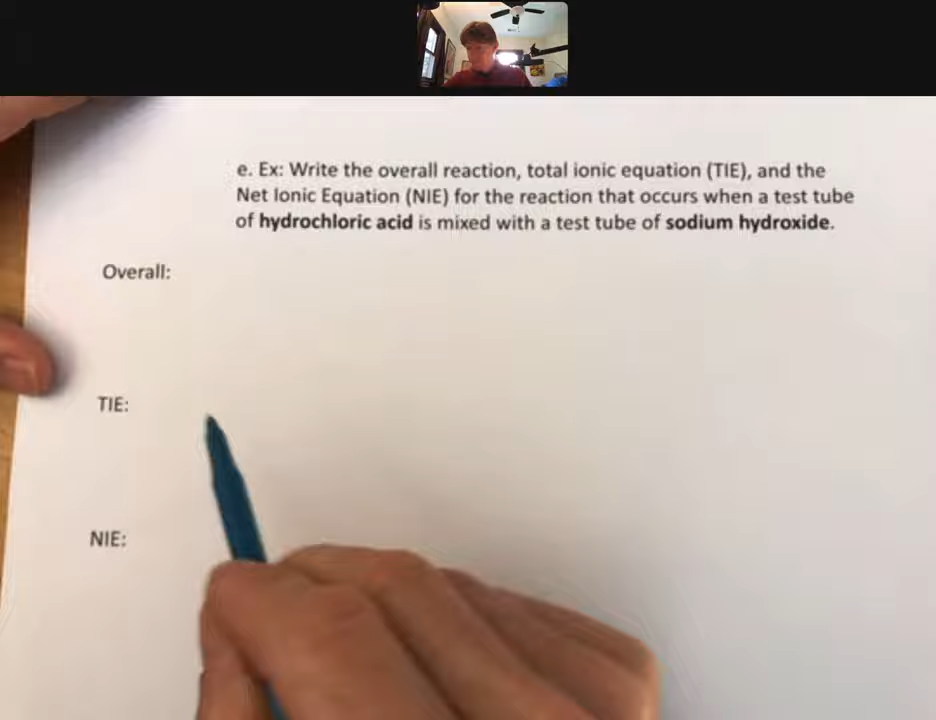 e. Ex: Write the overall reaction, total ionic equation (TIE), and the
Net Ionic Equation (NIE) for the reaction that occurs when a test tube
of hydrochloric acid is mixed with a test tube of sodium hydroxide.
Overall:
TIE:
NIE: